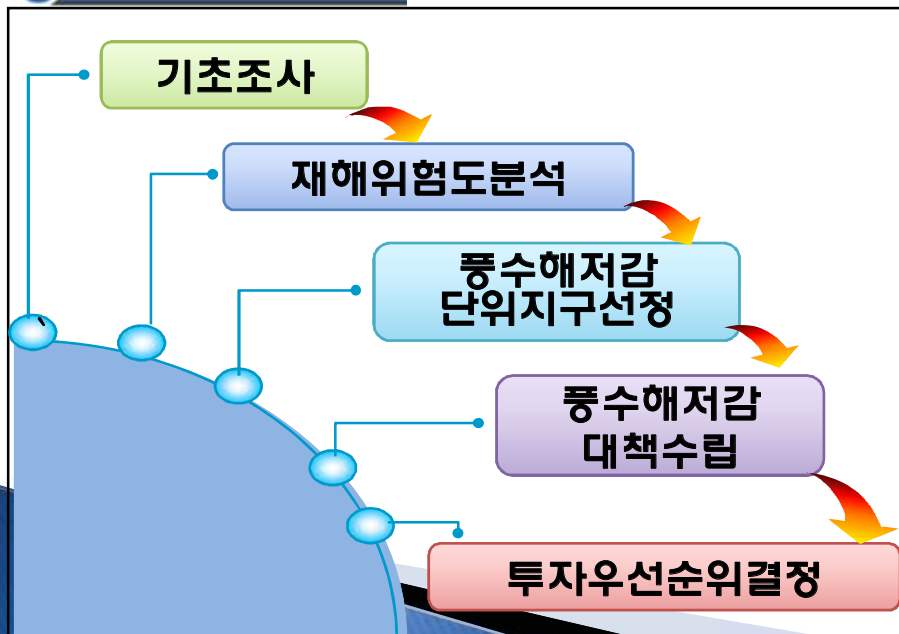 기초조사
재해위험도분석
풍수해저감
단위지구선정
풍수해저감
대책수립
투자우선순위결정